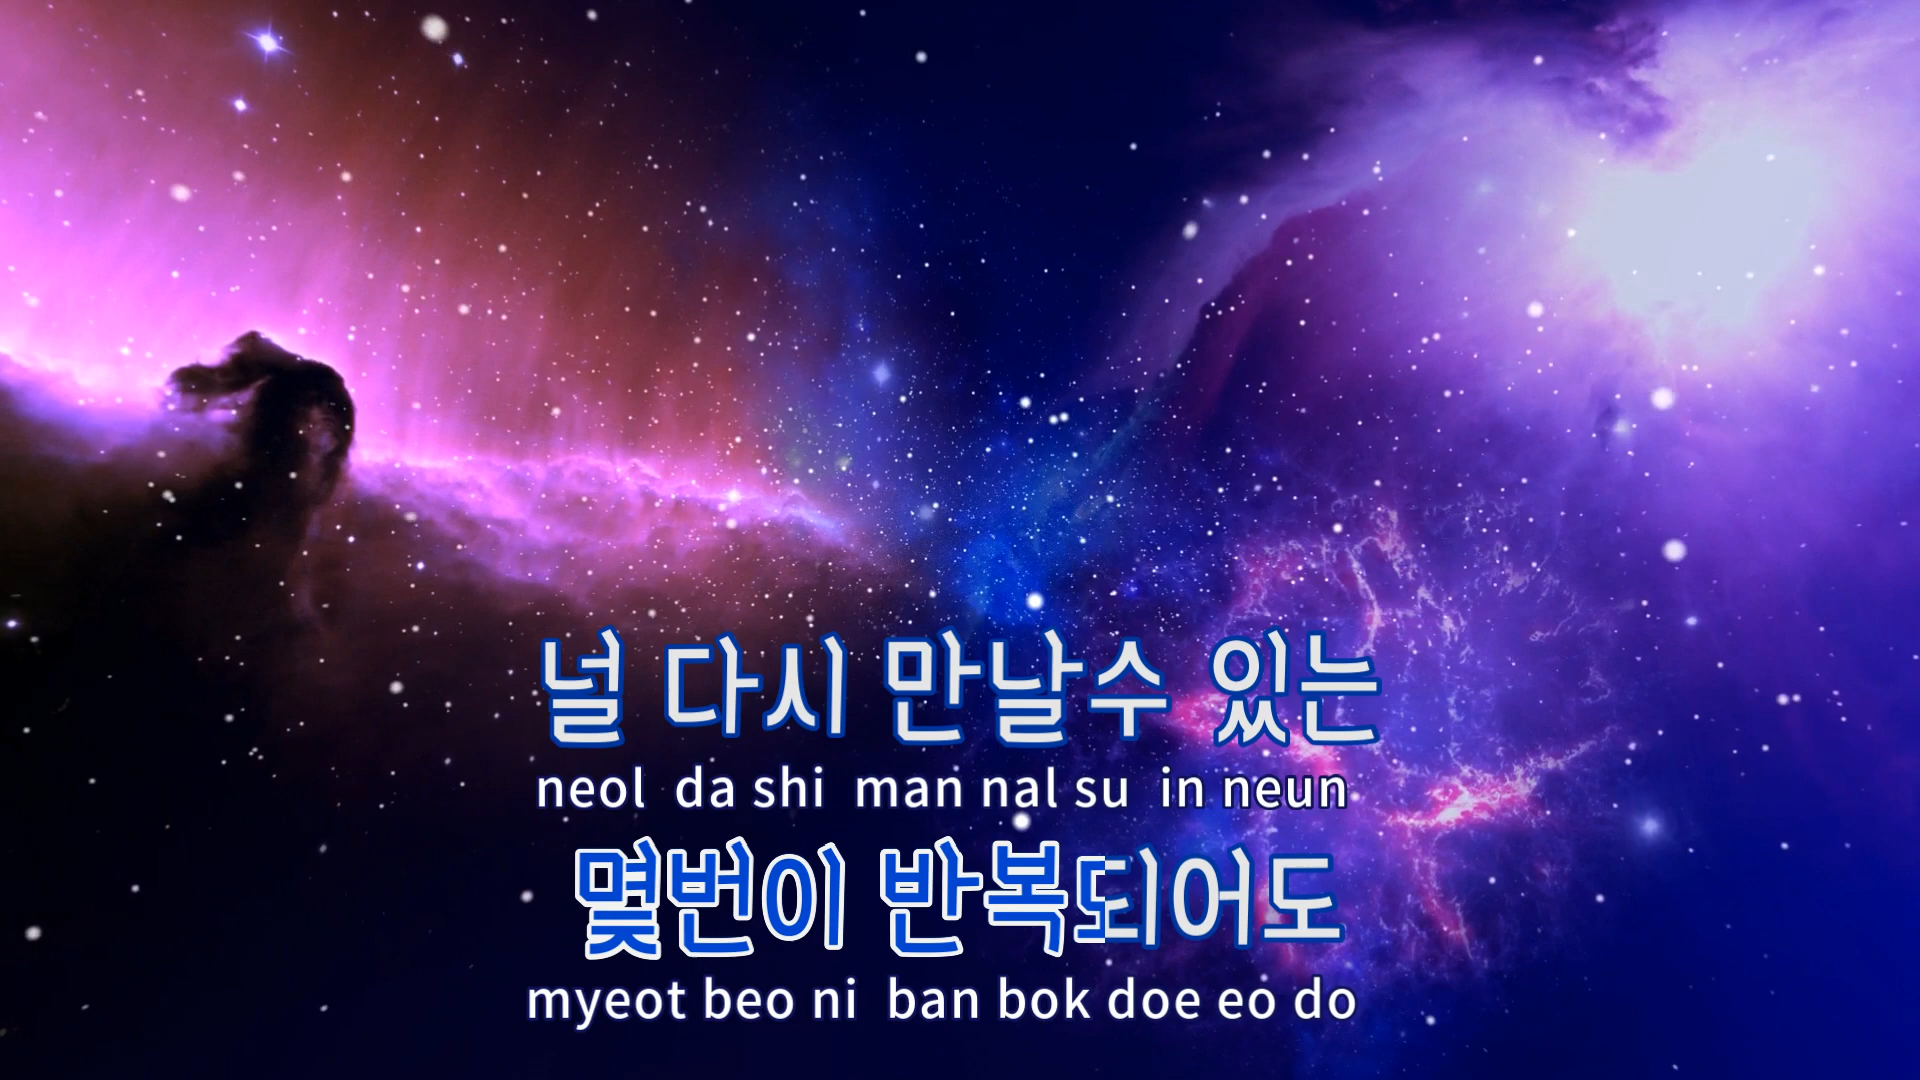 널 다시 만날수 있는
neol da shi man nal su in neun
몇번이 반복되어도
myeot beo ni ban bok doe eo do